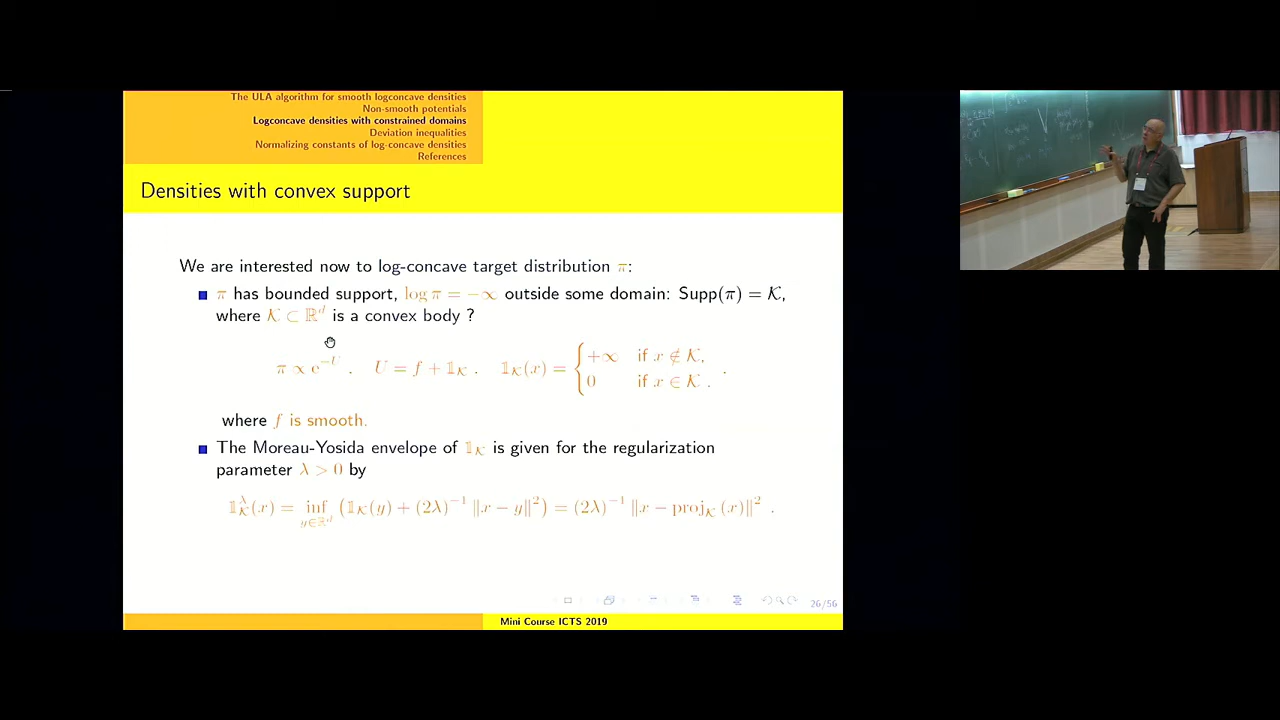 The ULA algorithm for smooth logconcave densities
Non-smooth potentials
Logconcave densities with constrained domains
Deviation inequalities
Normalizing constants of log-concave densities
References
Densities with convex support
We are interested now to log-concave target distribution π:
π has bounded support, log π = −∞ outside some domain: Supp(π) = 𝒦,
where 𝒦 ⊂ ℝ^d is a convex body ?
π ∝ e^{−U} . U = f + 𝟙_𝒦 . 𝟙_𝒦(x) = { +∞ if x ∉ 𝒦,
0 if x ∈ 𝒦 . .
where f is smooth.
The Moreau-Yosida envelope of 𝟙_𝒦 is given for the regularization
parameter λ > 0 by
𝟙^λ_𝒦(x) = inf_{y∈ℝ^d} (𝟙_𝒦(y) + (2λ)^{−1} ‖x − y‖^2) = (2λ)^{−1} ‖x − proj_𝒦 (x)‖^2 .
26/56
Mini Course ICTS 2019